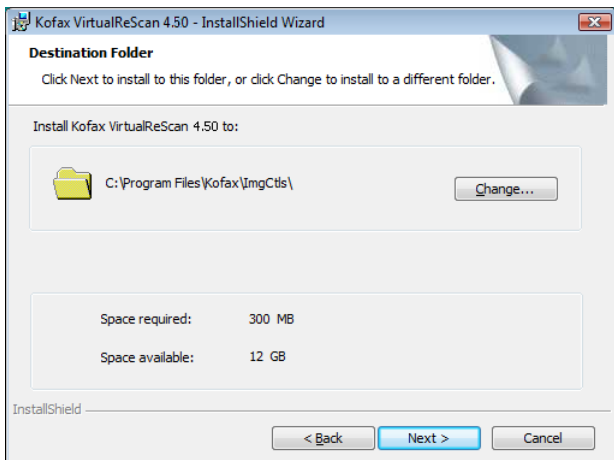 Kofax VirtualReScan 4.50 - InstallShield Wizard
Destination Folder
Click Next to install to this folder, or click Change to install to a different folder.
Install Kofax VirtualReScan 4.50 to:
C:\Program Files\Kofax\ImgCtls\
Change...
Space required: 300 MB
Space available: 12 GB
InstallShield
< Back Next > Cancel